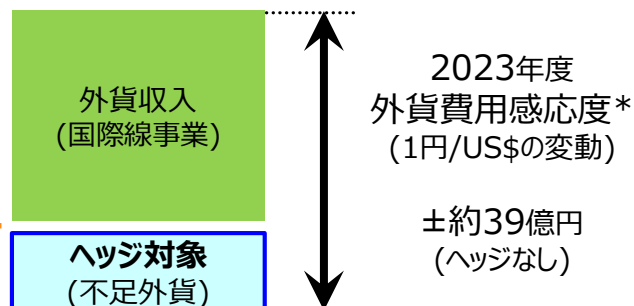 外貨収入
(国際線事業)
ヘッジ対象
(不足外貨)
2023年度
外貨費用感応度*
(1円/US$の変動)
±約39億円
(ヘッジなし)